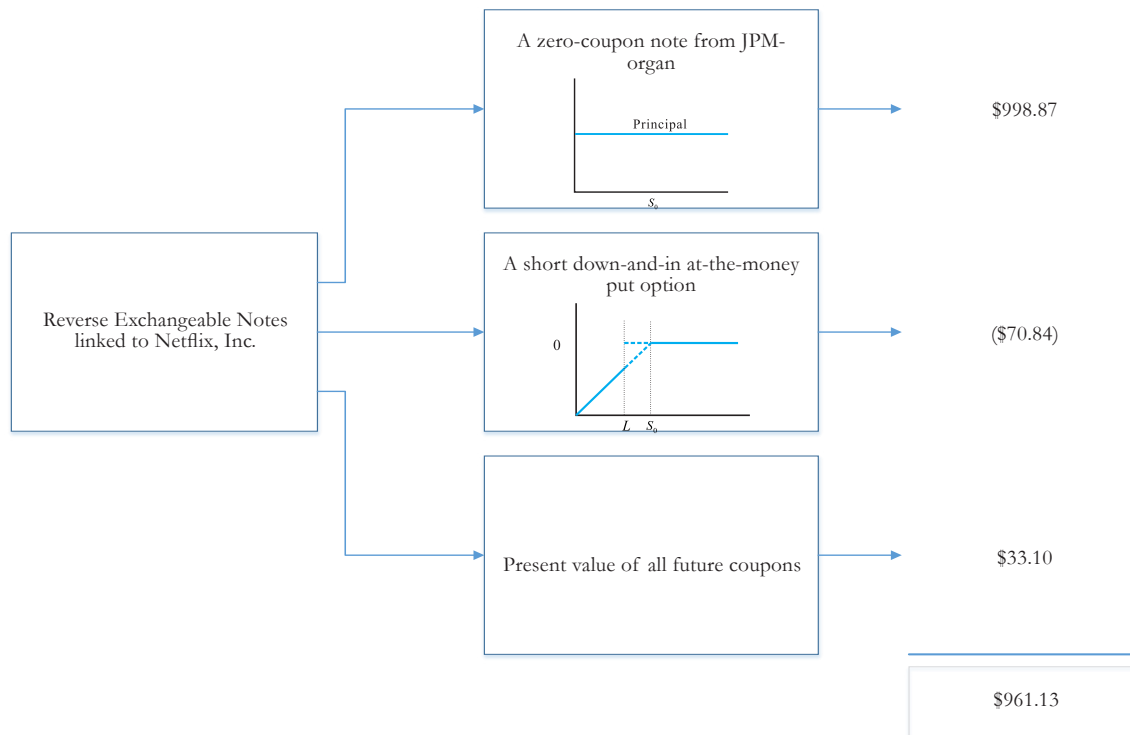 A zero-coupon note from JPM-
organ
Principal
S₀
$998.87
Reverse Exchangeable Notes
linked to Netflix, Inc.
A short down-and-in at-the-money
put option
0
L S₀
($70.84)
Present value of all future coupons
$33.10
$961.13